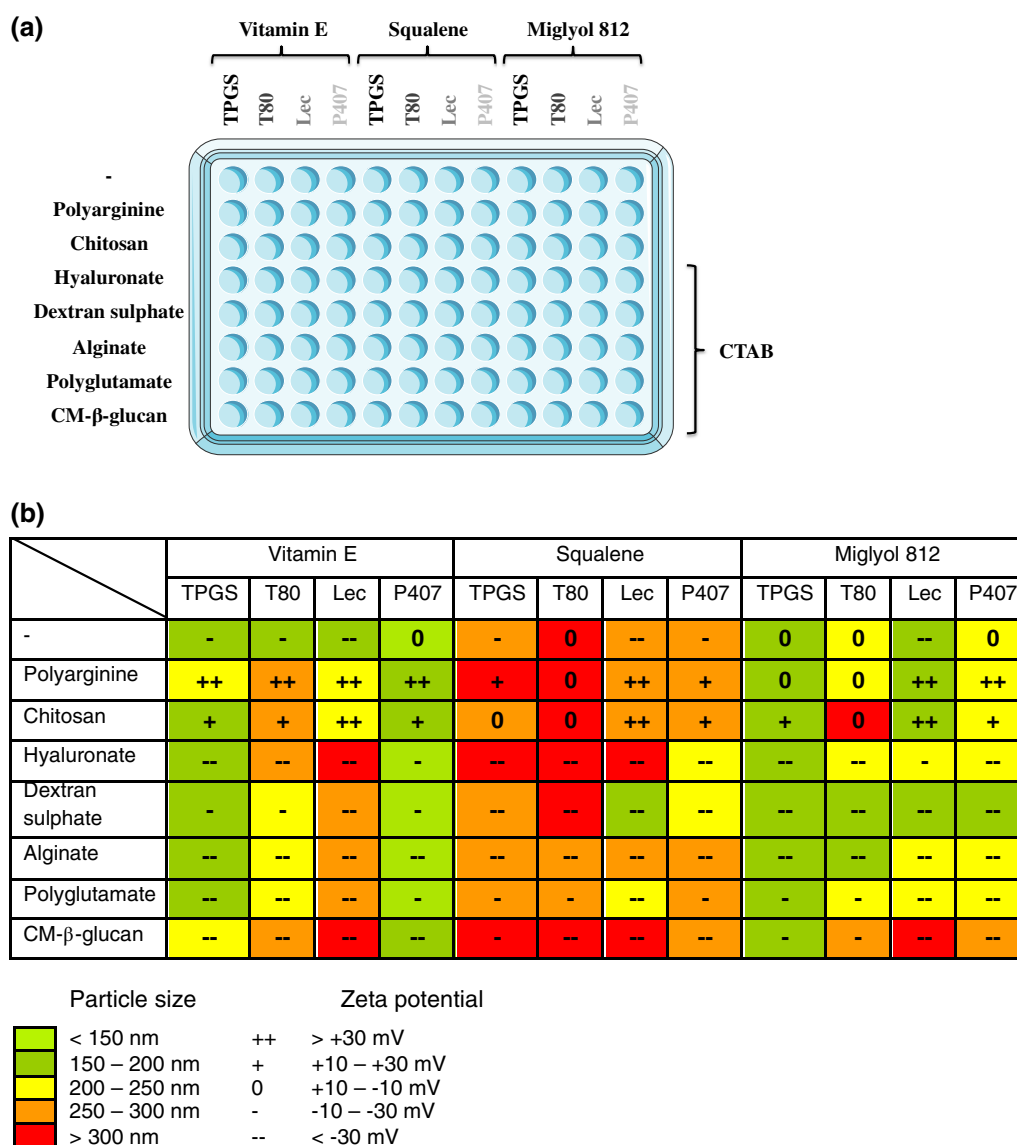 (a)
Vitamin E Squalene Miglyol 812
TPGS T80 Lec P407 TPGS T80 Lec P407 TPGS T80 Lec P407
-
Polyarginine
Chitosan
Hyaluronate
Dextran sulphate
Alginate
Polyglutamate
CM-β-glucan
CTAB
(b)
Vitamin E Squalene Miglyol 812
TPGS T80 Lec P407 TPGS T80 Lec P407 TPGS T80 Lec P407
- - - -- 0 - 0 -- - 0 0 -- 0
Polyarginine ++ ++ ++ ++ + 0 ++ + 0 0 ++ ++
Chitosan + + ++ + 0 0 ++ + + 0 ++ +
Hyaluronate -- -- -- - -- -- -- -- -- -- - --
Dextran
sulphate - - -- - -- -- -- -- -- -- -- --
Alginate -- -- -- -- -- -- -- -- -- -- -- --
Polyglutamate -- -- -- - - - -- - - - -- --
CM-β-glucan -- -- -- -- - -- -- -- - - -- --
Particle size Zeta potential
< 150 nm ++ > +30 mV
150 – 200 nm + +10 – +30 mV
200 – 250 nm 0 +10 – -10 mV
250 – 300 nm - -10 – -30 mV
> 300 nm -- < -30 mV